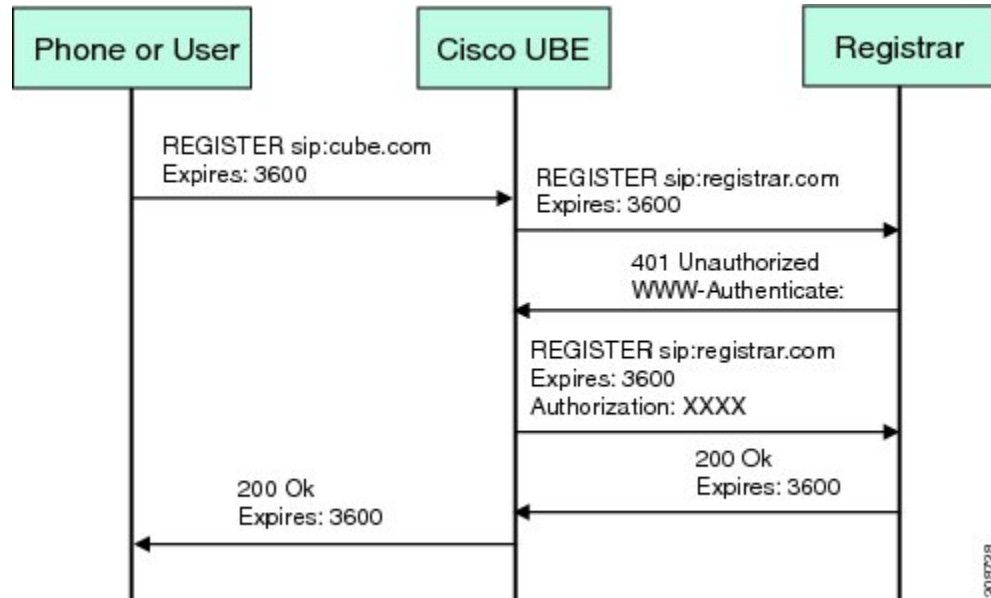 Phone or User
Cisco UBE
Registrar
REGISTER sip:cube.com
Expires: 3600
REGISTER sip:registrar.com
Expires: 3600
401 Unauthorized
WWW-Authenticate:
REGISTER sip:registrar.com
Expires: 3600
Authorization: XXXX
200 Ok
Expires: 3600
200 Ok
Expires: 3600